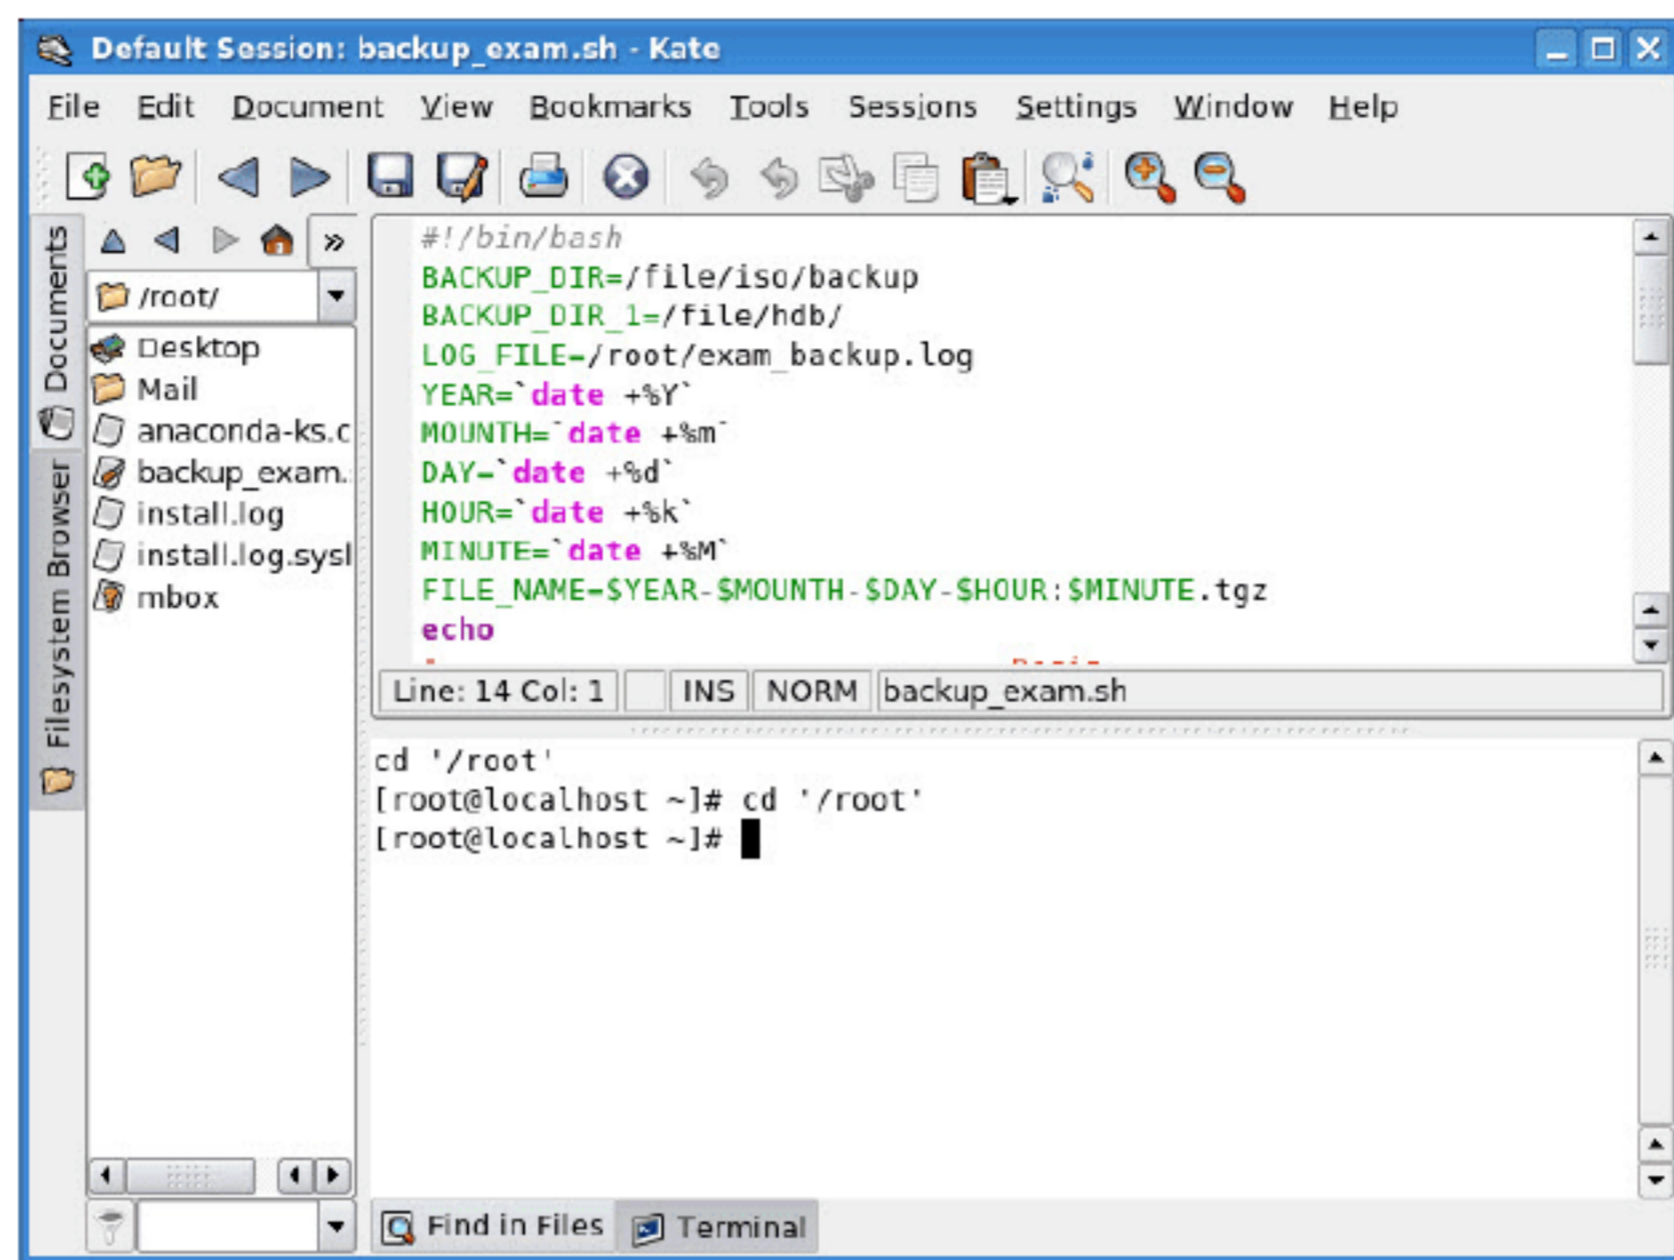 Default Session: backup_exam.sh - Kate
File Edit Document View Bookmarks Tools Sessions Settings Window Help
Documents
Filesystem Browser
/root/
Desktop
Mail
anaconda-ks.c
backup_exam.
install.log
install.log.sysl
mbox
#!/bin/bash
BACKUP_DIR=/file/iso/backup
BACKUP_DIR_1=/file/hdb/
LOG_FILE=/root/exam_backup.log
YEAR=`date +%Y`
MOUNTH=`date +%m`
DAY=`date +%d`
HOUR=`date +%k`
MINUTE=`date +%M`
FILE_NAME=$YEAR-$MOUNTH-$DAY-$HOUR:$MINUTE.tgz
echo
Line: 14 Col: 1 INS NORM backup_exam.sh
cd '/root'
[root@localhost ~]# cd '/root'
[root@localhost ~]#
Find in Files Terminal